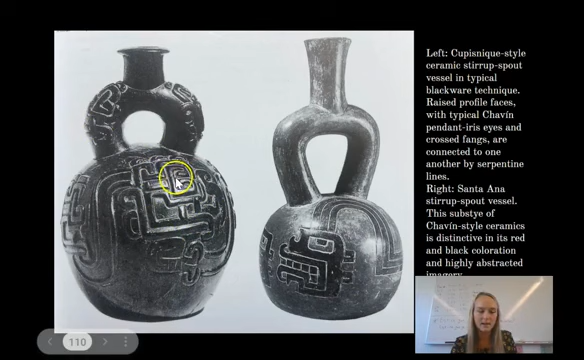 Left: Cupisnique-style
ceramic stirrup-spout
vessel in typical
blackware technique.
Raised profile faces,
with typical Chavín
pendant-iris eyes and
crossed fangs, are
connected to one
another by serpentine
lines.
Right: Santa Ana
stirrup-spout vessel.
This substye of
Chavín-style ceramics
is distinctive in its red
and black coloration
and highly abstracted
imagery
110